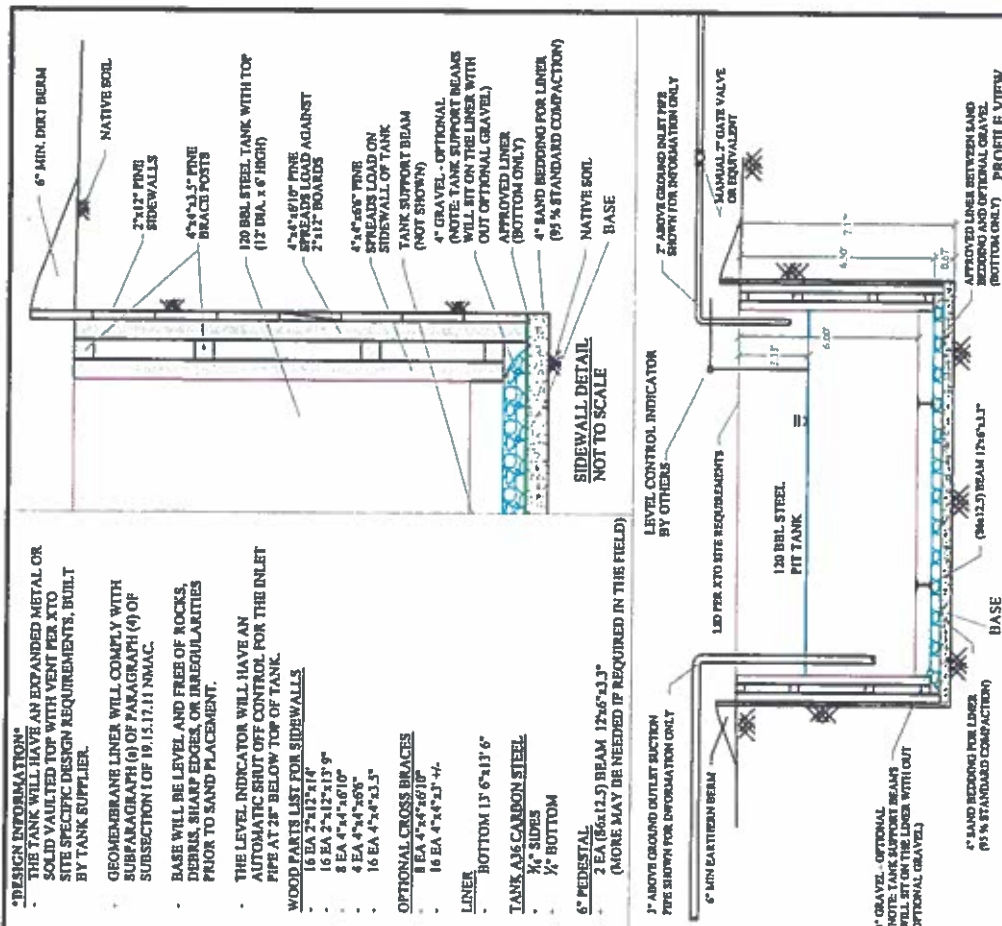 *DESIGN INFORMATION*
- THE TANK WILL HAVE AN EXPANDED METAL OR
SOLID VAULTED TOP WITH VENT PER XTO
SITE SPECIFIC DESIGN REQUIREMENTS, BUILT
BY TANK SUPPLIER.
- GEOMEMBRANE LINER WILL COMPLY WITH
SUBPARAGRAPH (a) OF PARAGRAPH (4) OF
SUBSECTION I OF 19.15.17.11 NMAC.
- BASE WILL BE LEVEL AND FREE OF ROCKS,
DEBRIS, SHARP EDGES, OR IRREGULARITIES
PRIOR TO SAND PLACEMENT.
- THE LEVEL INDICATOR WILL HAVE AN
AUTOMATIC SHUT OFF CONTROL FOR THE INLET
PIPE AT 28" BELOW TOP OF TANK.
WOOD PARTS LIST FOR SIDEWALLS
- 16 EA 2"x12"x14'
- 16 EA 2"x12"x13'9"
- 8 EA 4"x4"x6'10"
- 4 EA 4"x4"x6'6"
- 16 EA 4"x4"x3.5"
OPTIONAL CROSS BRACES
- 8 EA 4"x4"x6'10"
- 16 EA 4"x4"x3' +/-
LINER
- BOTTOM 13' 6"x13' 6"
TANK A36 CARBON STEEL
- SIDES
- ¼" BOTTOM
6" PEDESTAL
- 2 EA (S6x12.5) BEAM 12'x6"x3.3"
(MORE MAY BE NEEDED IF REQUIRED IN THE FIELD)
6" MIN. DIRT BERM
NATIVE SOIL
2"x12" PINE
SIDEWALLS
4"x4"x3.5" PINE
BRACE POSTS
120 BBL STEEL TANK WITH TOP
(12' DIA. x 6' HIGH)
4"x4"x6'10" PINE
SPREADS LOAD AGAINST
2"x12" BOARDS
4"x4"x6'6" PINE
SPREADS LOAD ON
SIDEWALL OF TANK
TANK SUPPORT BEAM
(NOT SHOWN)
4" GRAVEL - OPTIONAL
(NOTE: TANK SUPPORT BEAMS
WILL SIT ON THE LINER WITH
OUT OPTIONAL GRAVEL)
APPROVED LINER
(BOTTOM ONLY)
4" SAND BEDDING FOR LINER
(95 % STANDARD COMPACTION)
NATIVE SOIL
BASE
SIDEWALL DETAIL
NOT TO SCALE
3" ABOVE GROUND OUTLET SUCTION
PIPE SHOWN FOR INFORMATION ONLY
6" MIN EARTHEN BERM
LEVEL CONTROL INDICATOR
BY OTHERS
LID PER XTO SITE REQUIREMENTS
120 BBL STEEL
PIT TANK
2" ABOVE GROUND INLET PIPE
SHOWN FOR INFORMATION ONLY
MANUAL 2" GATE VALVE
OR EQUIVALENT
6.00'
6.50'
0.67'
GRAVEL - OPTIONAL
NOTE: TANK SUPPORT BEAMS
WILL SIT ON THE LINER WITH OUT
OPTIONAL GRAVEL)
4" SAND BEDDING FOR LINER
(95 % STANDARD COMPACTION)
BASE
(S6x12.5) BEAM 12'x6"x3.3"
APPROVED LINER BETWEEN SAND
BEDDING AND OPTIONAL GRAVEL
(BOTTOM ONLY)
PROFILE VIEW